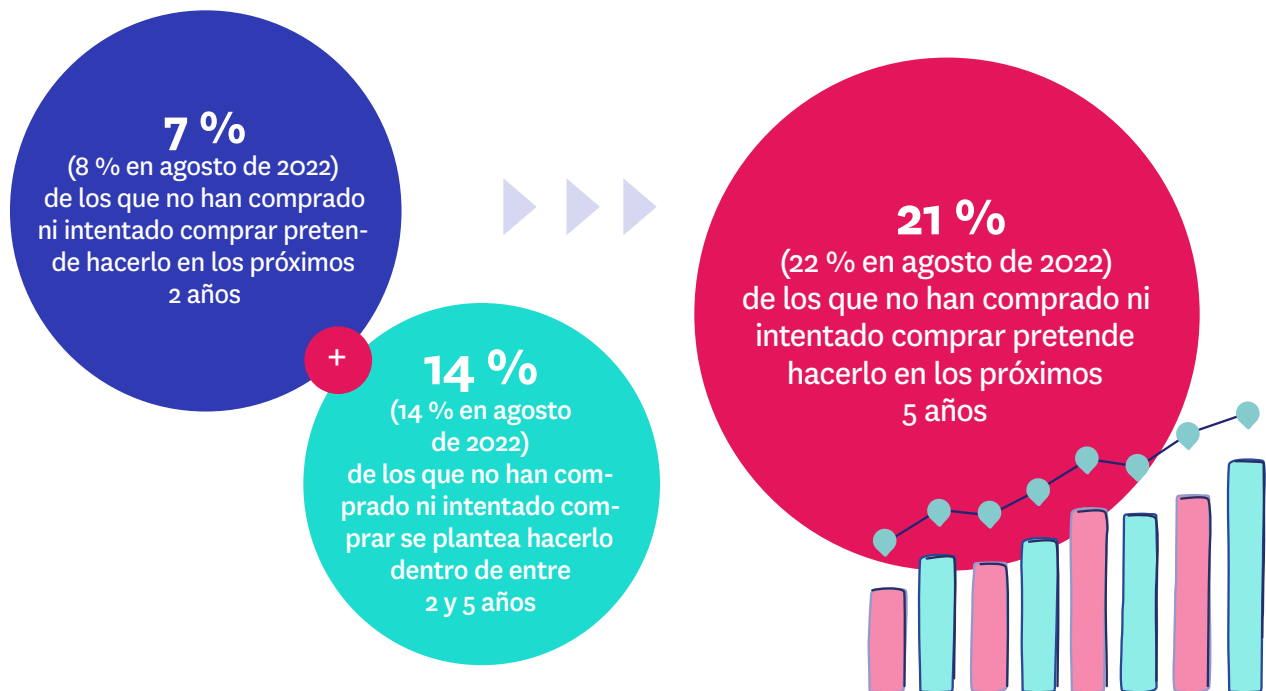 7 %
(8 % en agosto de 2022)
de los que no han comprado
ni intentado comprar preten-
de hacerlo en los próximos
2 años
+
14 %
(14 % en agosto
de 2022)
de los que no han com-
prado ni intentado com-
prar se plantea hacerlo
dentro de entre
2 y 5 años
21 %
(22 % en agosto de 2022)
de los que no han comprado ni
intentado comprar pretende
hacerlo en los próximos
5 años